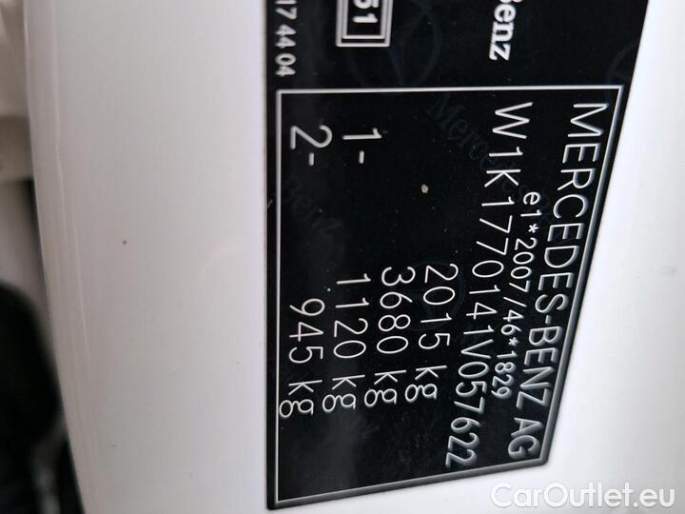 MERCEDES-BENZ AG
e1*2007/46*1829
W1K1770141V057622
2015 kg
3680 kg
1- 1120 kg
2- 945 kg
Benz
51
17 44 04
CarOutlet.eu